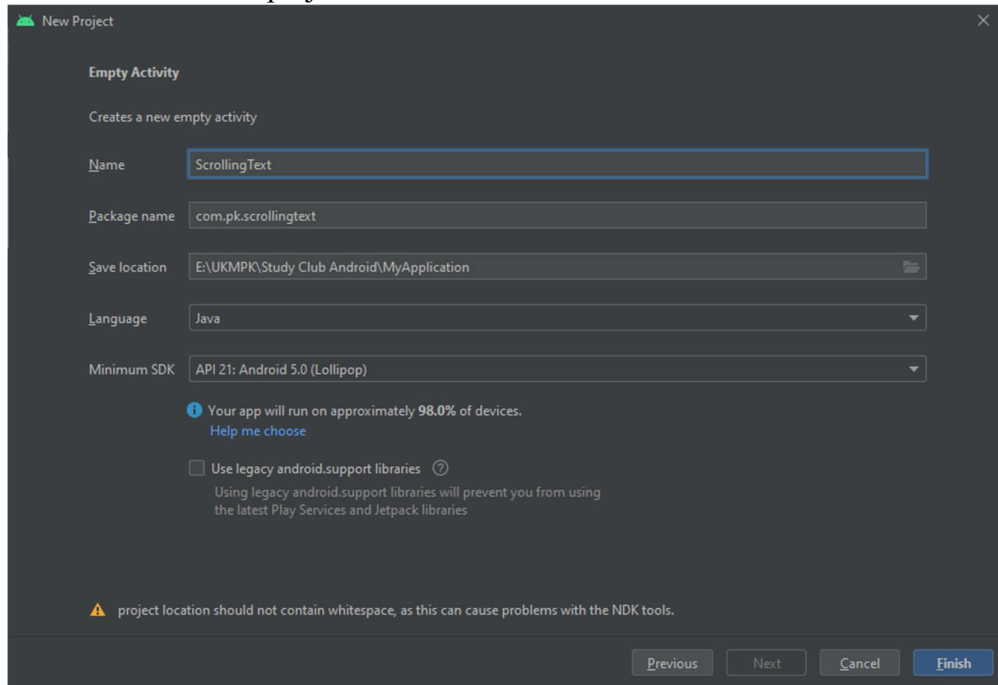 New Project
Empty Activity
Creates a new empty activity
Name ScrollingText
Package name com.pk.scrollingtext
Save location E:\UKMPK\Study Club Android\MyApplication
Language Java
Minimum SDK API 21: Android 5.0 (Lollipop)
Your app will run on approximately 98.0% of devices.
Help me choose
Use legacy android.support libraries ?
Using legacy android.support libraries will prevent you from using
the latest Play Services and Jetpack libraries
project location should not contain whitespace, as this can cause problems with the NDK tools.
Previous Next Cancel Finish